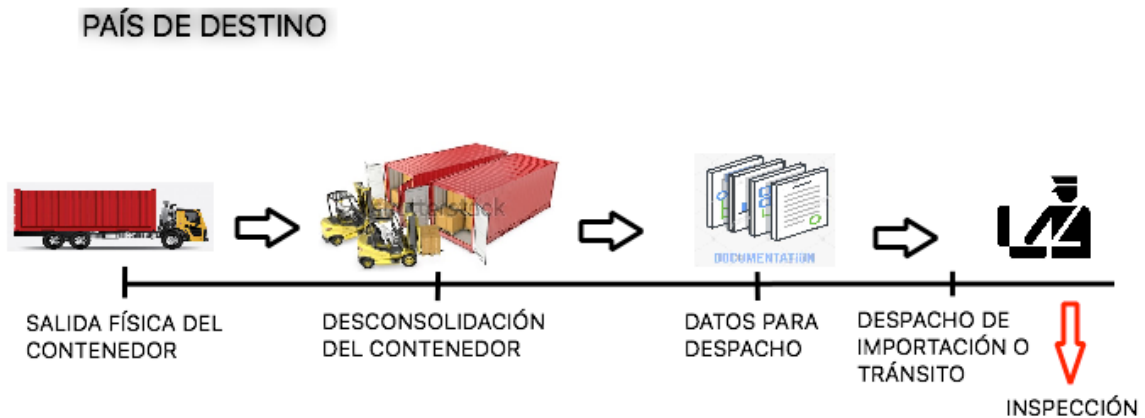 PAÍS DE DESTINO
shutterstock
DOCUMENTATION
SALIDA FÍSICA DEL
CONTENEDOR
DESCONSOLIDACIÓN
DEL CONTENEDOR
DATOS PARA
DESPACHO
DESPACHO DE
IMPORTACIÓN O
TRÁNSITO
INSPECCIÓN